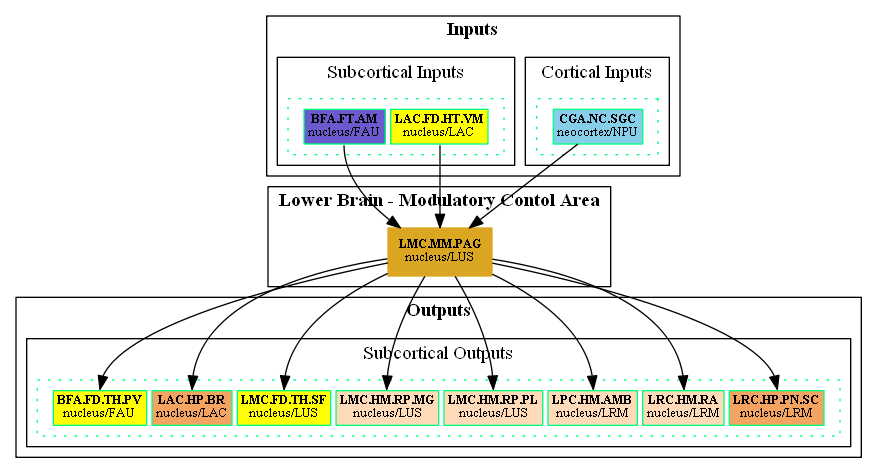 Inputs
Subcortical Inputs
Cortical Inputs
BFA.FT.AM
nucleus/FAU
LAC.FD.HT.VM
nucleus/LAC
CGA.NC.SGC
neocortex/NPU
Lower Brain - Modulatory Contol Area
LMC.MM.PAG
nucleus/LUS
Outputs
Subcortical Outputs
BFA.FD.TH.PV
nucleus/FAU
LAC.HP.BR
nucleus/LAC
LMC.FD.TH.SF
nucleus/LUS
LMC.HM.RP.MG
nucleus/LUS
LMC.HM.RP.PL
nucleus/LUS
LPC.HM.AMB
nucleus/LRM
LRC.HM.RA
nucleus/LRM
LRC.HP.PN.SC
nucleus/LRM